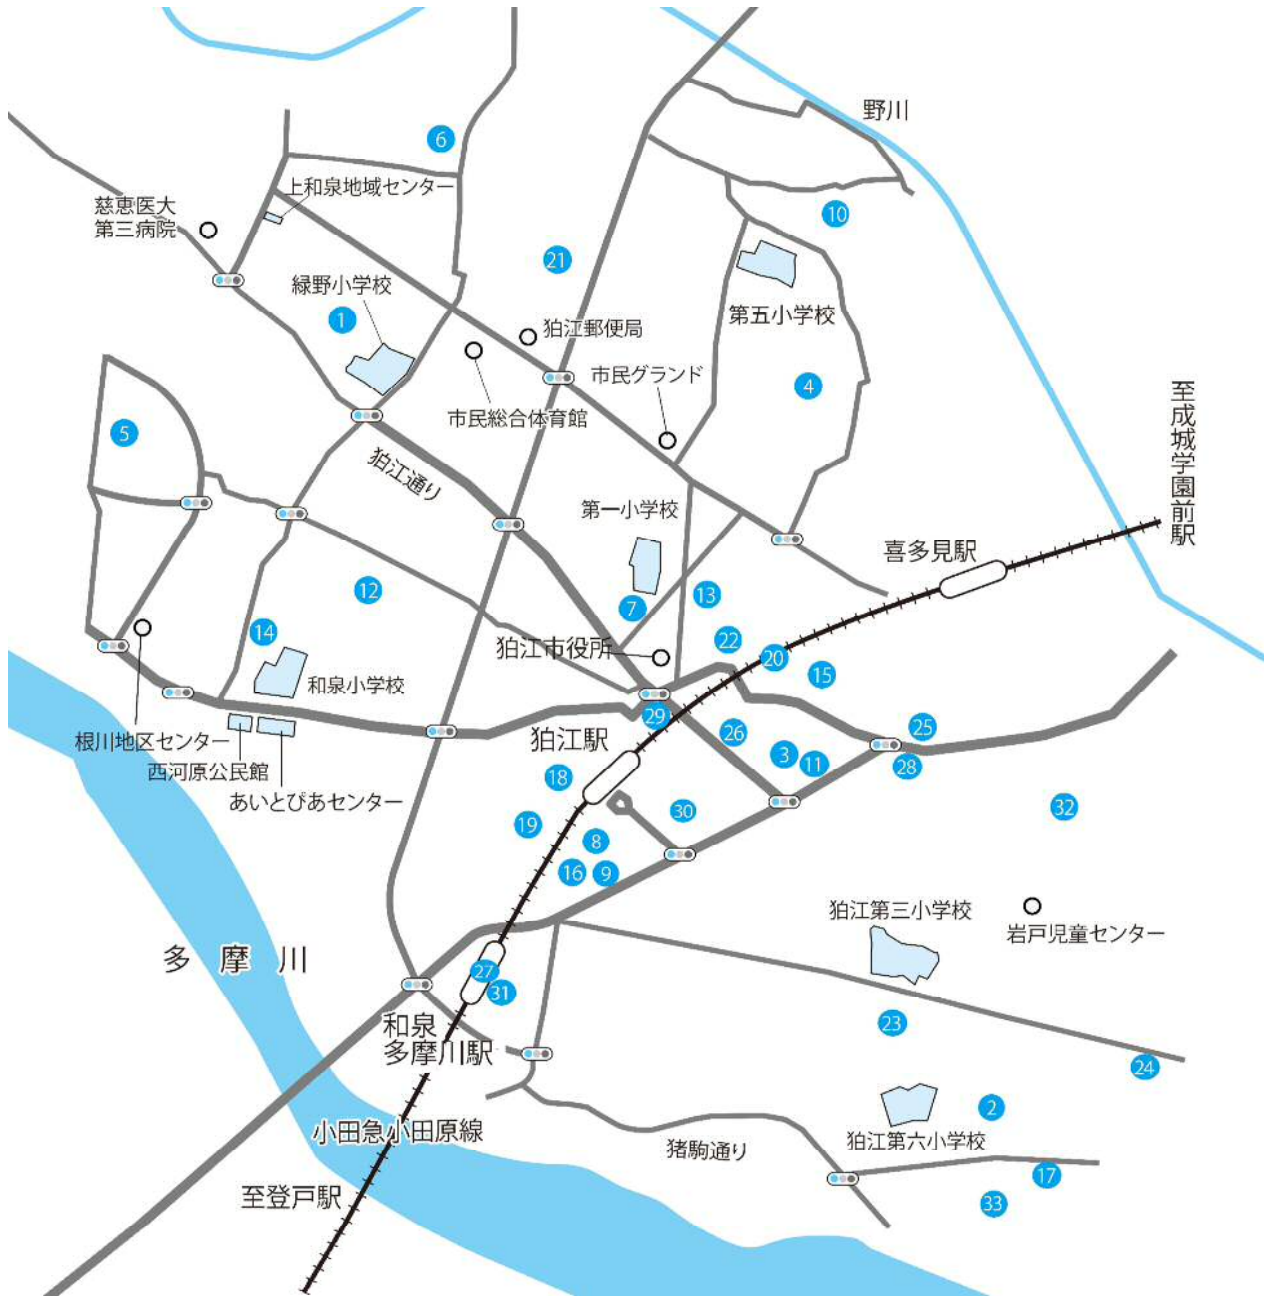 野川
6
上和泉地域センター
慈恵医大
第三病院
10
21
緑野小学校
1
第五小学校
狛江郵便局
市民グランド
4
至成城学園前駅
市民総合体育館
5
狛江通り
第一小学校
喜多見駅
12
13
7
14
22
狛江市役所
20
15
和泉小学校
29
25
26
根川地区センター
狛江駅
3
11
28
西河原公民館
18
あいとぴあセンター
30
32
19
8
16
9
狛江第三小学校
岩戸児童センター
多摩川
27
31
23
和泉
多摩川駅
24
2
小田急小田原線
狛江第六小学校
猪駒通り
17
至登戸駅
33